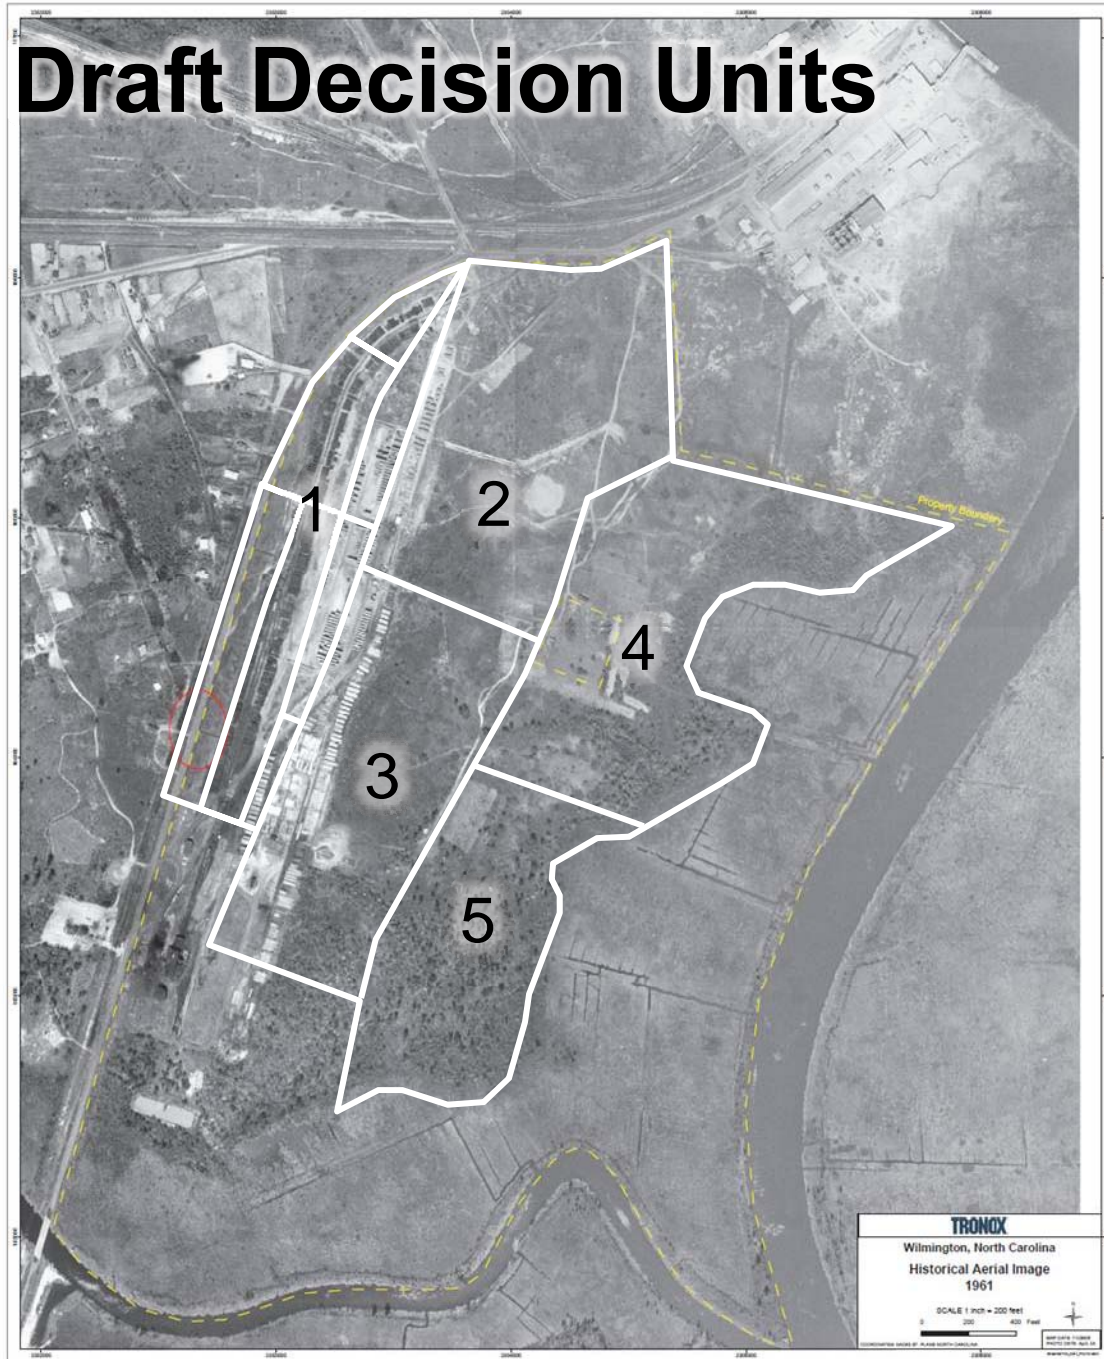 Draft Decision Units
1
2
Property Boundary
4
3
5
TRONOX
Wilmington, North Carolina
Historical Aerial Image
1961
SCALE 1 inch = 200 feet
0 200 400 Feet
N